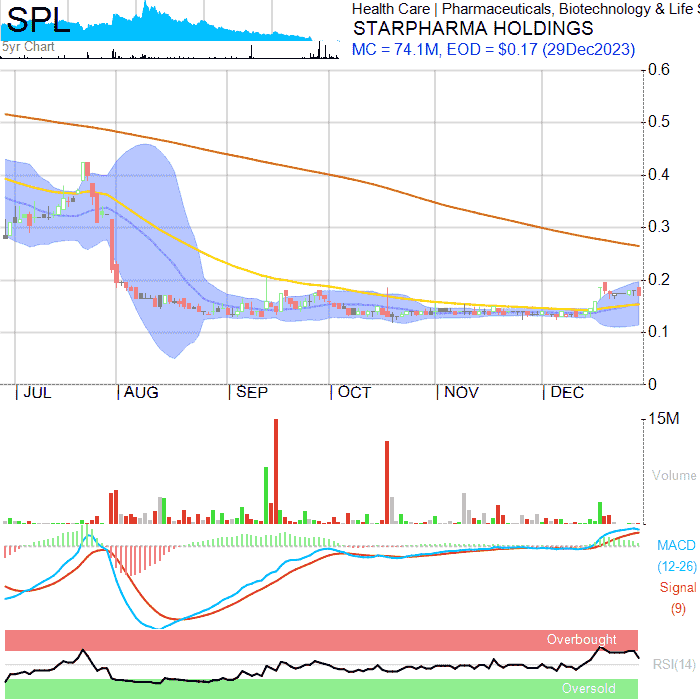 SPL
5yr Chart
Health Care | Pharmaceuticals, Biotechnology & Life
STARPHARMA HOLDINGS
MC = 74.1M, EOD = $0.17 (29Dec2023)
0.6
0.5
0.4
0.3
0.2
0.1
0
JUL AUG SEP OCT NOV DEC
15M
Volume
MACD
(12-26)
Signal
(9)
Overbought
RSI(14)
Oversold